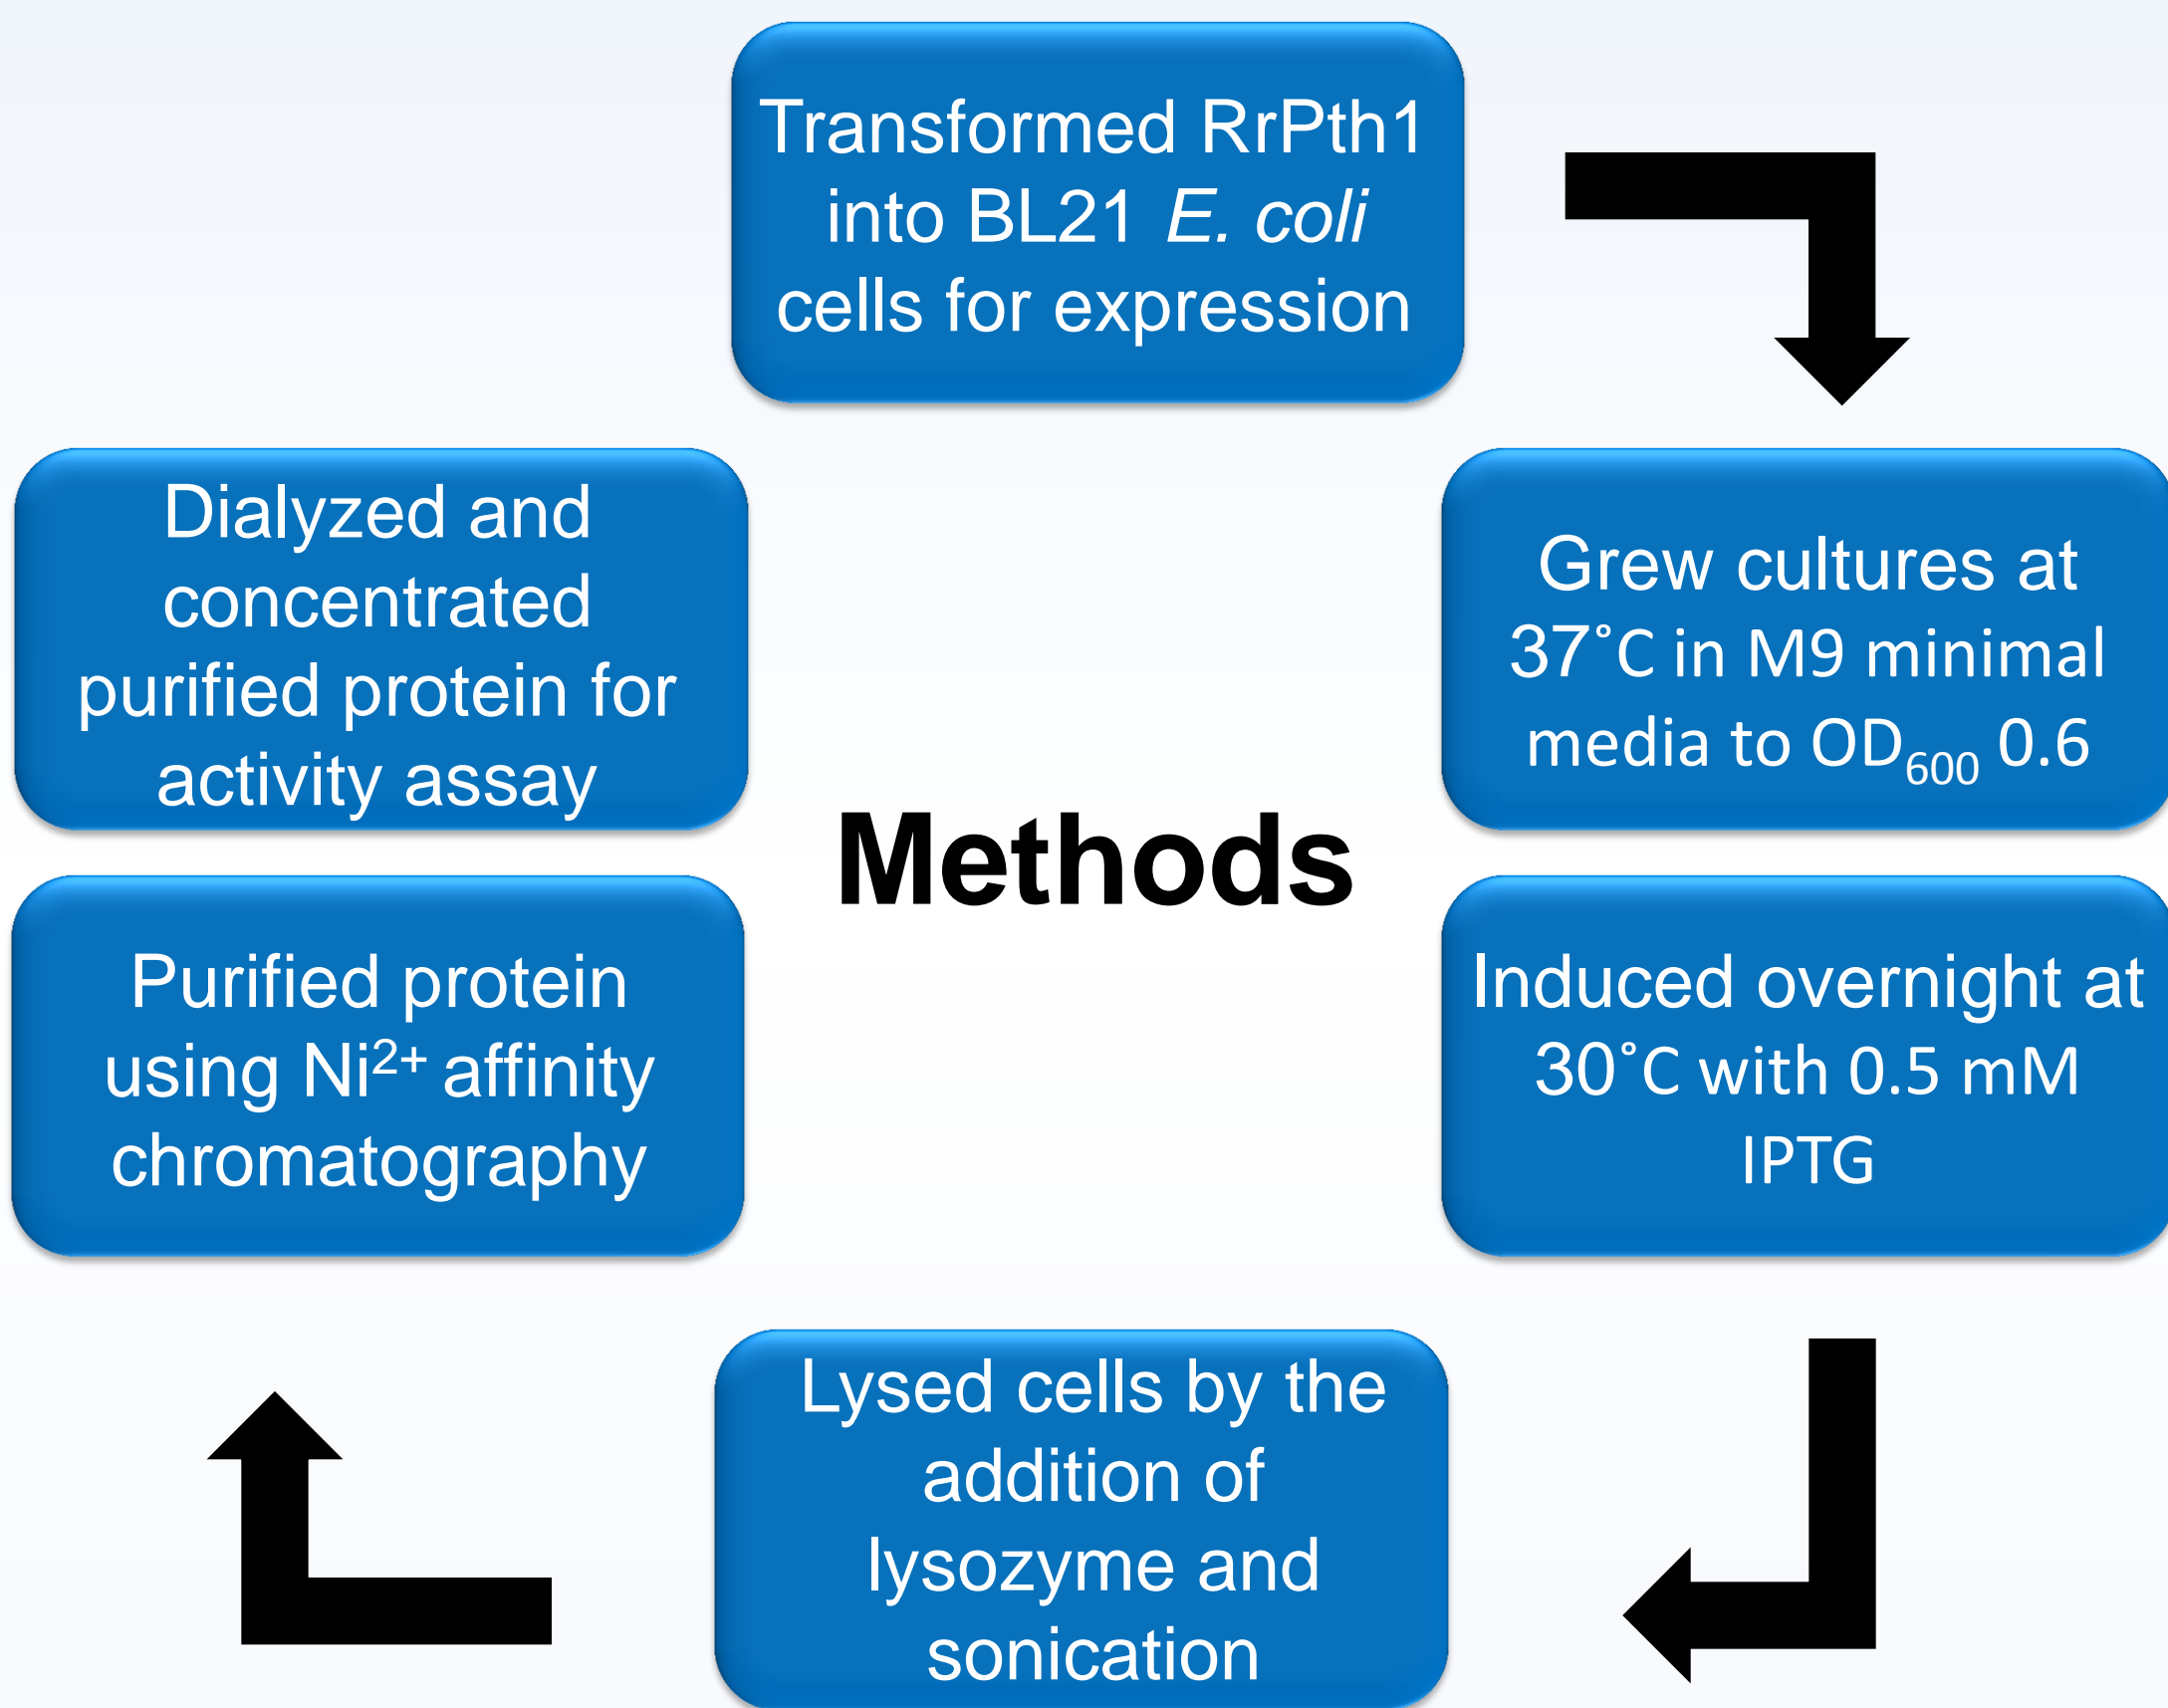 Transformed RrPth1
into BL21 E. coli
cells for expression
Grew cultures at
37˚C in M9 minimal
media to OD₆₀₀ 0.6
Induced overnight at
30˚C with 0.5 mM
IPTG
Lysed cells by the
addition of
lysozyme and
sonication
Purified protein
using Ni²⁺ affinity
chromatography
Dialyzed and
concentrated
purified protein for
activity assay
Methods